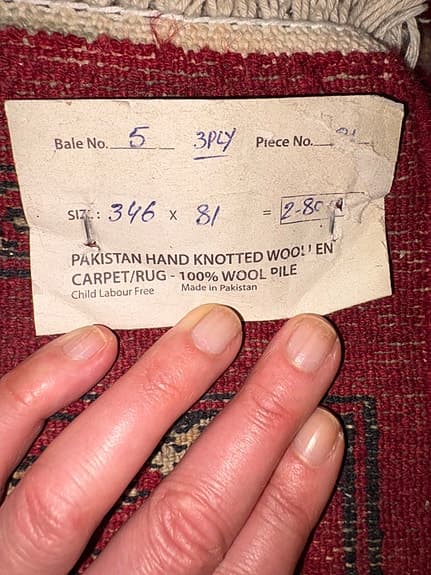 Bale No. 5 3PLY Piece No.
SIZE: 346 x 81 = 2.80
PAKISTAN HAND KNOTTED WOOLLEN
CARPET/RUG - 100% WOOL PILE
Child Labour Free Made in Pakistan